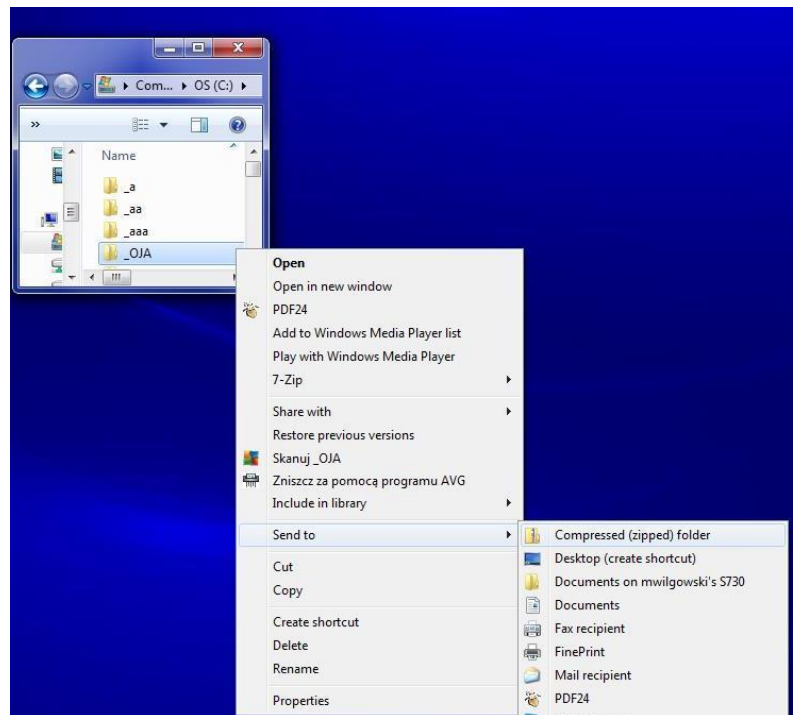 Com... ▸ OS (C:) ▸
»
Name
_a
_aa
_aaa
_OJA
Open
Open in new window
PDF24
Add to Windows Media Player list
Play with Windows Media Player
7-Zip
Share with
Restore previous versions
Skanuj _OJA
Zniszcz za pomocą programu AVG
Include in library
Send to
Cut
Copy
Create shortcut
Delete
Rename
Properties
Compressed (zipped) folder
Desktop (create shortcut)
Documents on mwilgowski's S730
Documents
Fax recipient
FinePrint
Mail recipient
PDF24